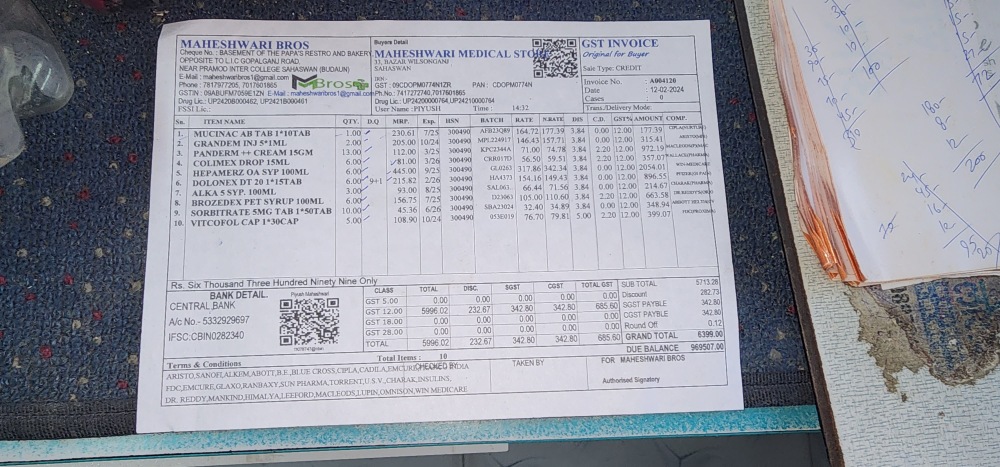 MAHESHWARI BROS
Cheque No. : BASEMENT OF THE PAPA'S RESTRO AND BAKERY
OPPOSITE TO L.I.C GOPALGANJ ROAD,
NEAR PRAMOD INTER COLLEGE SAHASWAN (BUDAUN)
E-Mail : maheshwaribros1@gmail.com
Phone : 7817977205, 7017601865
GSTIN : 09ABUFM7059E1ZN E-Mail : maheshwaribros1@gmail.com
Drug Lic.: UP2420B000462, UP2421B000461
FSSI Lic.:
M Bros
Buyers Detail
MAHESHWARI MEDICAL STO
33, BAZAR WILSONGANJ
SAHASWAN
GST : 09CDOPM0774N1ZR PAN : CDOPM0774N
Ph.No.: 7417272740,7017601865
Drug Lic.: UP24200000764,UP24210000764
User Name : PIYUSH Time : 14:32
GST INVOICE
Original for Buyer
Sale Type: CREDIT
Invoice No. : A004120
Date : 12-02-2024
Cases : 0
Trans./Delivery Mode:
Sn. ITEM NAME QTY. D.Q MRP. Exp. HSN BATCH RATE N.RATE DIS C.D. GST% AMOUNT COMP.
1. MUCINAC AB TAB 1*10TAB 1.00 230.61 7/25 300490 AFB23Q89 164.72 177.39 3.84 0.00 12.00 177.39
2. GRANDEM INJ 5*1ML 2.00 205.00 10/24 300490 MPL224917 146.43 157.71 3.84 0.00 12.00 315.41
3. PANDERM ++ CREAM 15GM 13.00 112.00 3/25 300490 KPC2344A 71.00 74.78 3.84 2.20 12.00 972.19
4. COLIMEX DROP 15ML 6.00 81.00 3/26 300490 CRR017D 56.50 59.51 3.84 2.20 12.00 357.07
5. HEPAMERZ OA SYP 100ML 6.00 445.00 9/25 300490 GL0263 317.86 342.34 3.84 0.00 12.00 2054.01
6. DOLONEX DT 20 1*15TAB 6.00 9+1 215.82 2/26 300490 HA4373 154.16 149.43 3.84 0.00 12.00 896.55
7. ALKA 5 SYP. 100ML 3.00 93.00 8/25 300490 SAL063 66.44 71.56 3.84 0.00 12.00 214.67
8. BROZEDEX PET SYRUP 100ML 6.00 156.75 7/25 300490 D23063 105.00 110.60 3.84 2.20 12.00 663.58
9. SORBITRATE 5MG TAB 1*50TAB 10.00 45.36 6/26 300490 SBA23024 32.40 34.89 3.84 0.00 12.00 348.94
10. VITCOFOL CAP 1*30CAP 5.00 108.90 10/24 300490 053E019 76.70 79.81 5.00 2.20 12.00 399.07
Rs. Six Thousand Three Hundred Ninety Nine Only
BANK DETAIL.
CENTRAL,BANK
A/c No.- 5332929697
IFSC:CBIN0282340
Piyush Maheshwari
CLASS TOTAL DISC. SGST CGST TOTAL GST
GST 5.00 0.00 0.00 0.00 0.00 0.00
GST 12.00 5996.02 232.67 342.80 342.80 685.60
GST 18.00 0.00 0.00 0.00 0.00 0.00
GST 28.00 0.00 0.00 0.00 0.00 0.00
TOTAL 5996.02 232.67 342.80 342.80 685.60
SUB TOTAL 5713.28
Discount 282.73
SGST PAYBLE 342.80
CGST PAYBLE 342.80
Round Off 0.12
GRAND TOTAL 6399.00
DUE BALANCE 969507.00
Total Items : 10
Terms & Conditions CHECKED BY TAKEN BY FOR MAHESHWARI BROS
ARISTO,SANOFI,ALKEM,ABOTT,B.E.,BLUE CROSS,CIPLA,CADILA,EMCURE INDIA
FDC,EMCURE,GLAXO,RANBAXY,SUN PHARMA,TORRENT,U.S.V.,CHARAK,INSULINS,
DR. REDDY,MANKIND,HIMALYA,LEEFORD,MACLEODS,LUPIN,OMNISON,WIN MEDICARE
Authorised Signatery